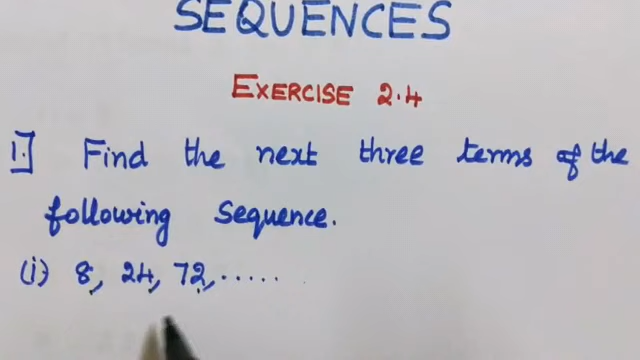 SEQUENCES
EXERCISE 2.4
1.] Find the next three terms of the
following Sequence.
(i) 8, 24, 72, .....